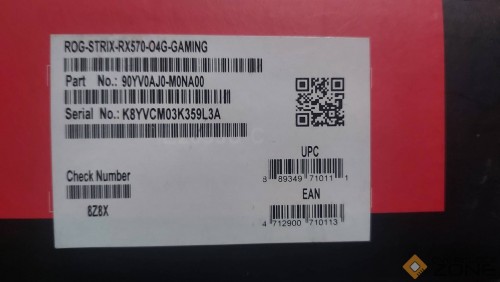 ROG-STRIX-RX570-O4G-GAMING
Part No.: 90YV0AJ0-M0NA00
Serial No.: K8YVCM03K359L3A
Check Number
8Z8X
UPC
8 89349 71011 1
EAN
4 712900 710113